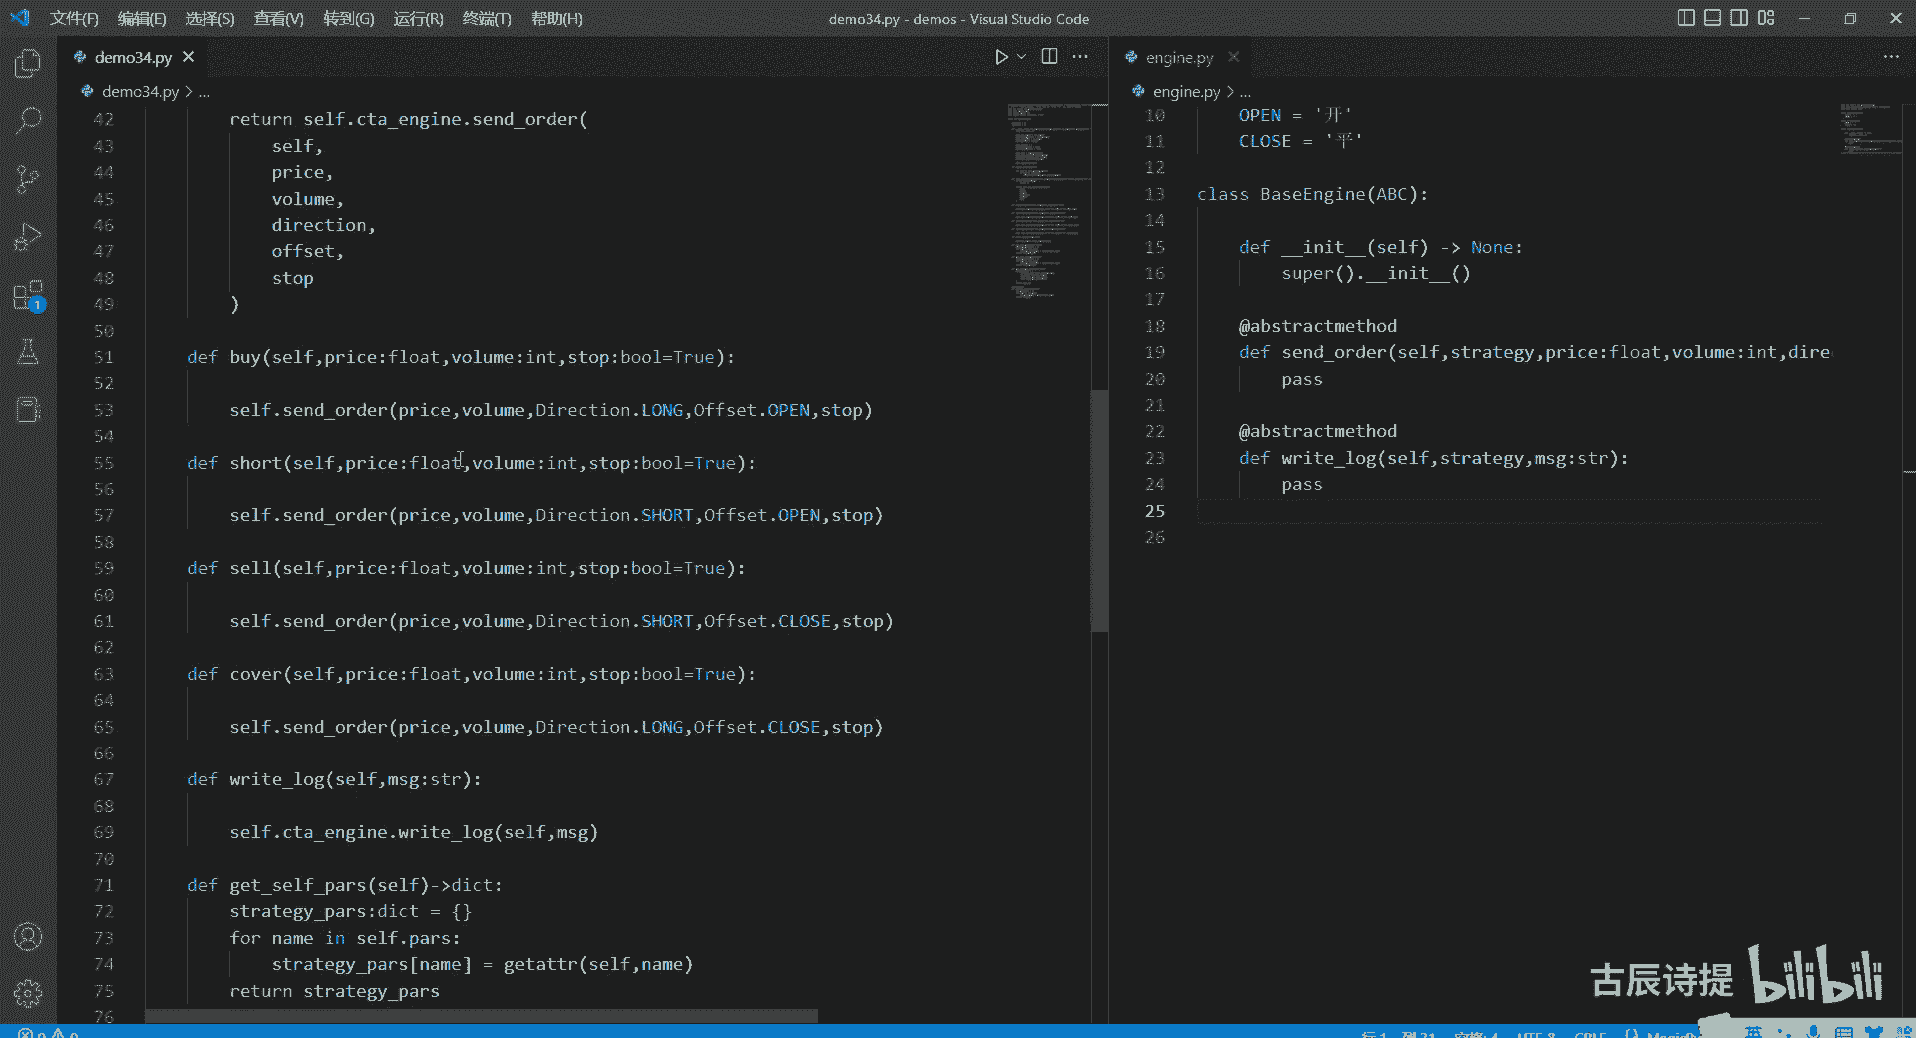 文件(F) 编辑(E) 选择(S) 查看(V) 转到(G) 运行(R) 终端(T) 帮助(H)
demo34.py - demos - Visual Studio Code
demo34.py
demo34.py > ...
42 return self.cta_engine.send_order(
43 self,
44 price,
45 volume,
46 direction,
47 offset,
48 stop
49 )
50
51 def buy(self,price:float,volume:int,stop:bool=True):
52
53 self.send_order(price,volume,Direction.LONG,Offset.OPEN,stop)
54
55 def short(self,price:float,volume:int,stop:bool=True):
56
57 self.send_order(price,volume,Direction.SHORT,Offset.OPEN,stop)
58
59 def sell(self,price:float,volume:int,stop:bool=True):
60
61 self.send_order(price,volume,Direction.SHORT,Offset.CLOSE,stop)
62
63 def cover(self,price:float,volume:int,stop:bool=True):
64
65 self.send_order(price,volume,Direction.LONG,Offset.CLOSE,stop)
66
67 def write_log(self,msg:str):
68
69 self.cta_engine.write_log(self,msg)
70
71 def get_self_pars(self)->dict:
72 strategy_pars:dict = {}
73 for name in self.pars:
74 strategy_pars[name] = getattr(self,name)
75 return strategy_pars
76
engine.py
engine.py > ...
10 OPEN = '开'
11 CLOSE = '平'
12
13 class BaseEngine(ABC):
14
15 def __init__(self) -> None:
16 super().__init__()
17
18 @abstractmethod
19 def send_order(self,strategy,price:float,volume:int,dire
20 pass
21
22 @abstractmethod
23 def write_log(self,strategy,msg:str):
24 pass
25
26
1
古辰诗提 bilibili
英